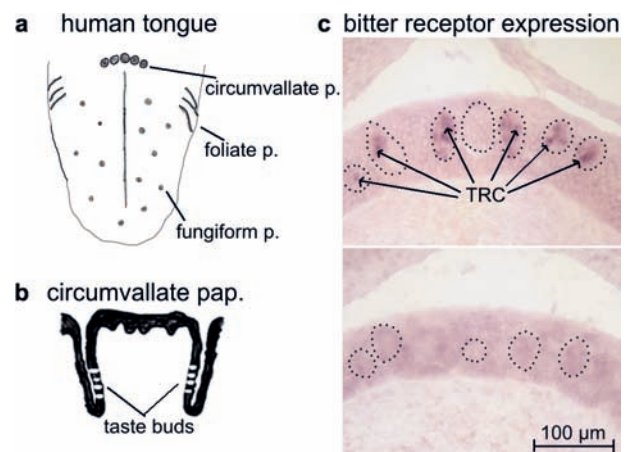 a human tongue
circumvallate p.
foliate p.
fungiform p.
b circumvallate pap.
taste buds
c bitter receptor expression
TRC
100 µm